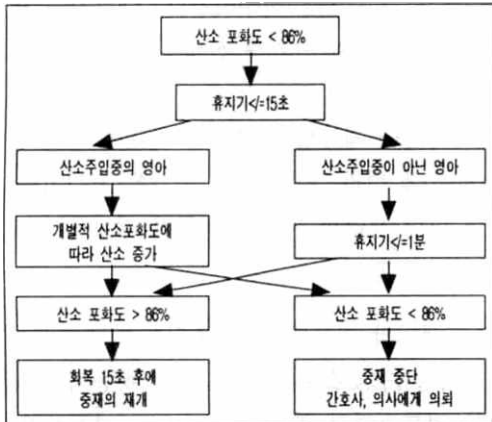 산소 포화도 < 86%
휴지기</=15초
산소주입중의 영아
산소주입중이 아닌 영아
개별적 산소포화도에
따라 산소 증가
휴지기</=1분
산소 포화도 > 86%
산소 포화도 < 86%
회복 15초 후에
중재의 재개
중재 중단
간호사, 의사에게 의뢰